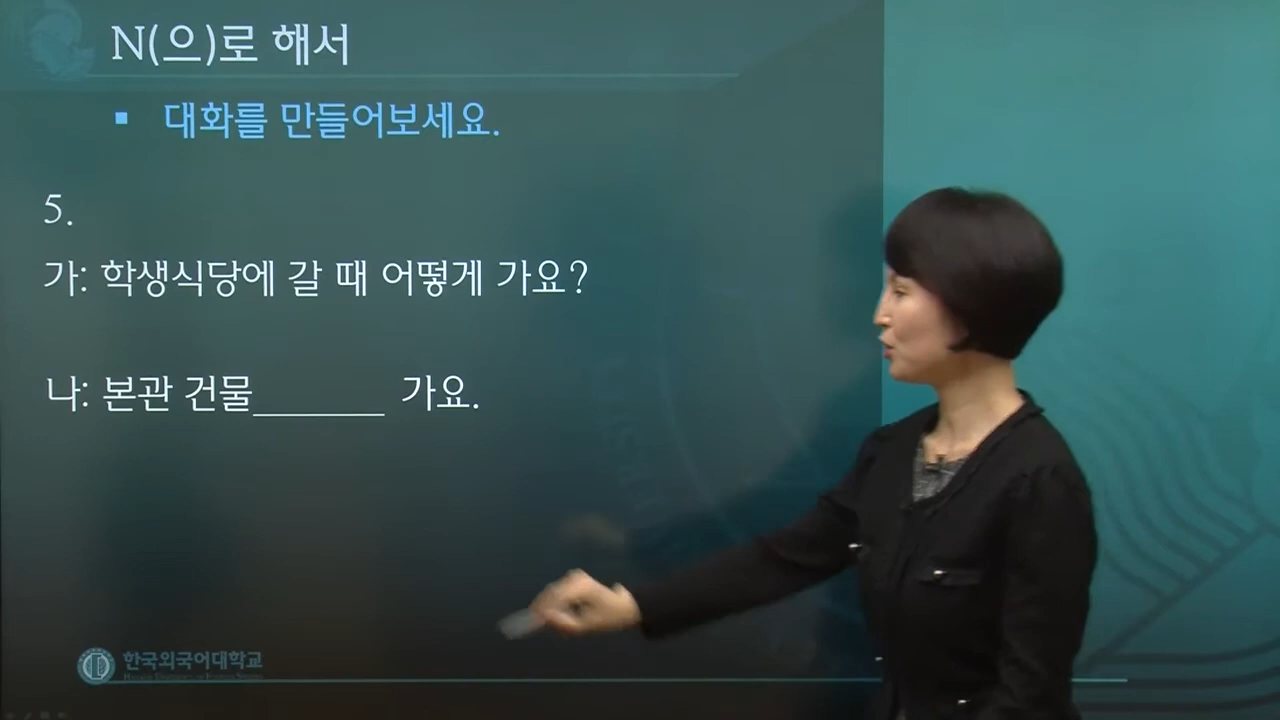 N(으)로 해서
▪ 대화를 만들어보세요.
5.
가: 학생식당에 갈 때 어떻게 가요?
나: 본관 건물______ 가요.
한국외국어대학교